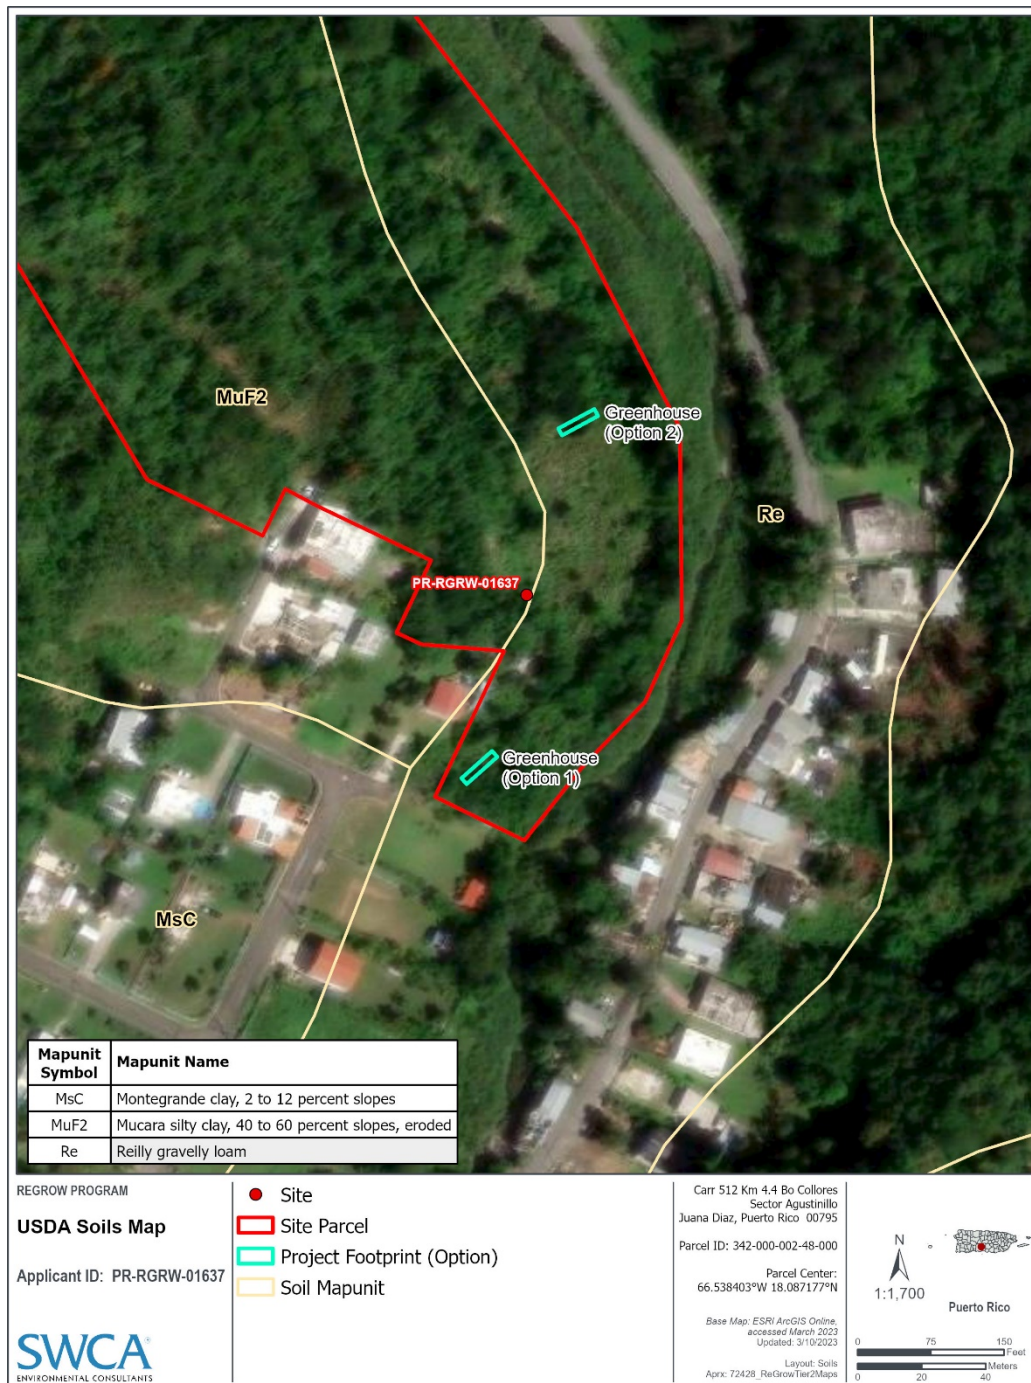 MuF2
Greenhouse
(Option 2)
Re
PR-RGRW-01637
Greenhouse
(Option 1)
MsC
Mapunit Symbol Mapunit Name
MsC Montegrande clay, 2 to 12 percent slopes
MuF2 Mucara silty clay, 40 to 60 percent slopes, eroded
Re Reilly gravelly loam
REGROW PROGRAM
USDA Soils Map
Applicant ID: PR-RGRW-01637
SWCA
ENVIRONMENTAL CONSULTANTS
Site
Site Parcel
Project Footprint (Option)
Soil Mapunit
Carr 512 Km 4.4 Bo Collores
Sector Agustinillo
Juana Diaz, Puerto Rico 00795
Parcel ID: 342-000-002-48-000
Parcel Center:
66.538403°W 18.087177°N
Base Map: ESRI ArcGIS Online,
accessed March 2023
Updated: 3/10/2023
Layout: Soils
Aprx: 72428_ReGrowTier2Maps
N
1:1,700
Puerto Rico
0 75 150
Feet
Meters
0 20 40